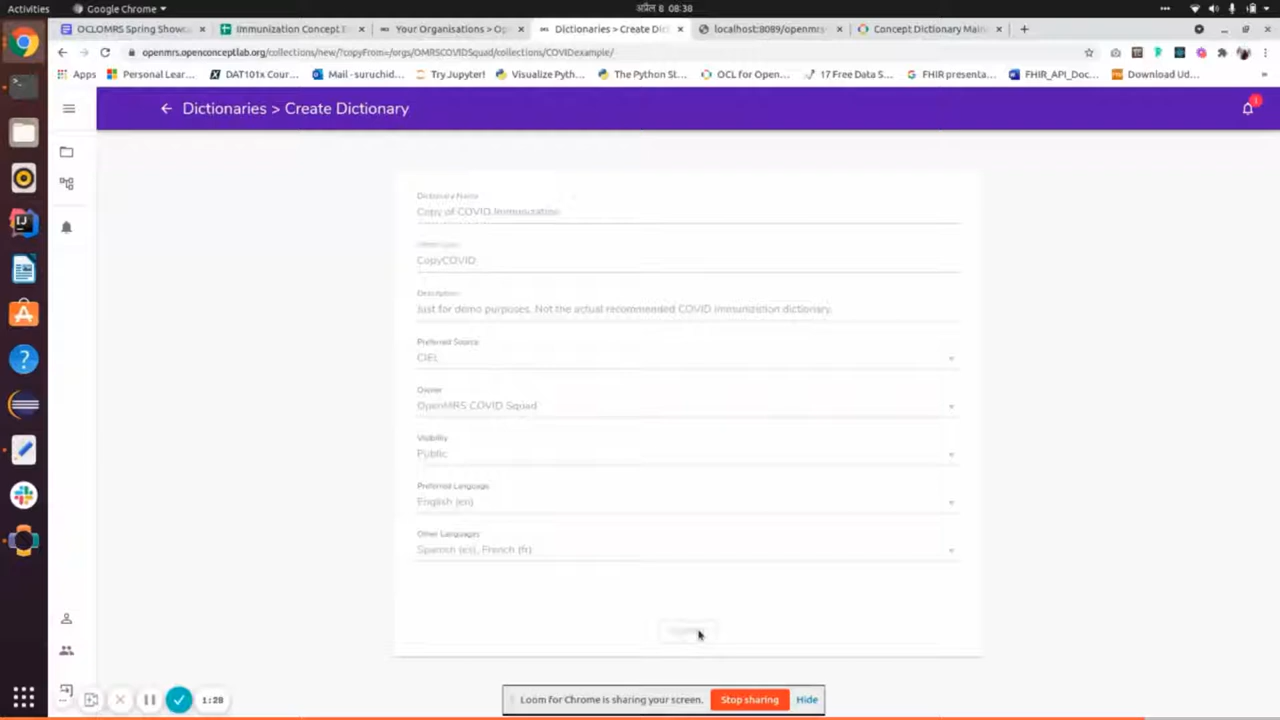 Activities
Google Chrome
अप्रैल 8 08:38
OCLOMRS Spring Showc
Immunization Concept E
Your Organisations > Op
Dictionaries > Create Dic
localhost:8089/openmrs
Concept Dictionary Main
openmrs.openconceptlab.org/collections/new/?copyFrom=/orgs/OMRSCOVIDSquad/collections/COVIDexample/
Apps
Personal Lear...
DAT101x Cour...
Mail - suruchid...
Try Jupyter!
Visualize Pyth...
The Python St...
OCL for Open...
17 Free Data S...
FHIR presenta...
FHIR_API_Doc...
Download Ud...
»
Dictionaries > Create Dictionary
Dictionary Name
Copy of COVID Immunization
CopyCOVID
Description
Just for demo purposes. Not the actual recommended COVID immunization dictionary.
Preferred Source
CIEL
Owner
OpenMRS COVID Squad
Visibility
Public
Preferred Language
English (en)
Other Languages
Spanish (es), French (fr)
1:28
Loom for Chrome is sharing your screen.
Stop sharing
Hide